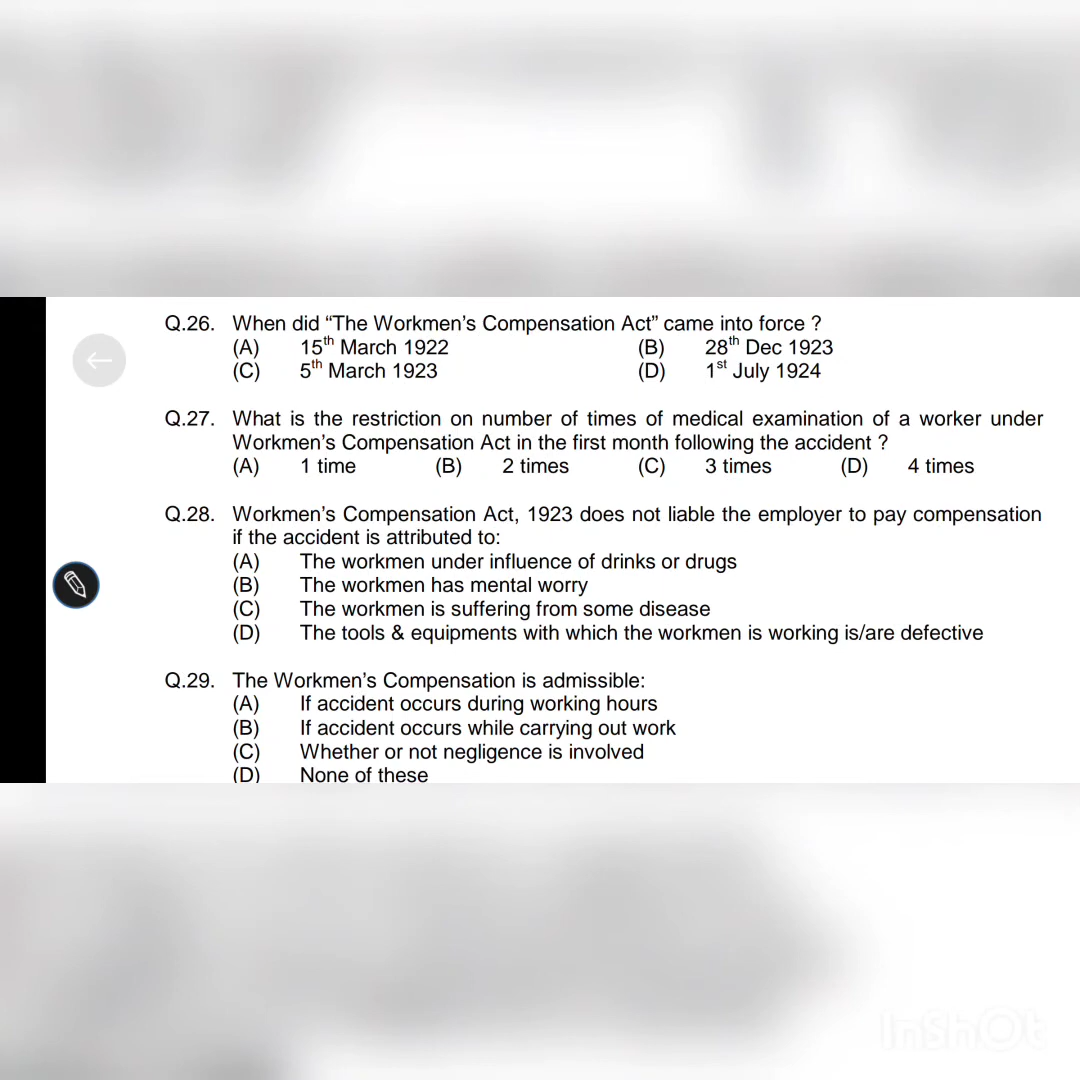 Q.26. When did “The Workmen’s Compensation Act” came into force ?
(A) 15th March 1922 (B) 28th Dec 1923
(C) 5th March 1923 (D) 1st July 1924
Q.27. What is the restriction on number of times of medical examination of a worker under
Workmen’s Compensation Act in the first month following the accident ?
(A) 1 time (B) 2 times (C) 3 times (D) 4 times
Q.28. Workmen’s Compensation Act, 1923 does not liable the employer to pay compensation
if the accident is attributed to:
(A) The workmen under influence of drinks or drugs
(B) The workmen has mental worry
(C) The workmen is suffering from some disease
(D) The tools & equipments with which the workmen is working is/are defective
Q.29. The Workmen’s Compensation is admissible:
(A) If accident occurs during working hours
(B) If accident occurs while carrying out work
(C) Whether or not negligence is involved
(D) None of these
InShOt